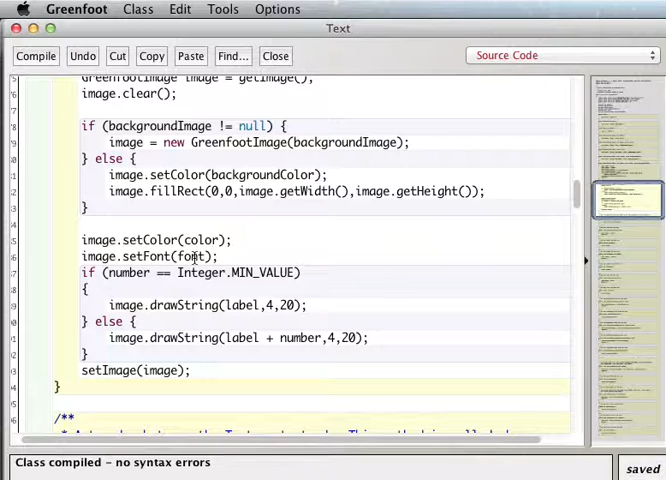 Greenfoot Class Edit Tools Options
Text
Compile Undo Cut Copy Paste Find... Close Source Code
GreenfootImage image = getImage();
image.clear();
if (backgroundImage != null) {
image = new GreenfootImage(backgroundImage);
} else {
image.setColor(backgroundColor);
image.fillRect(0,0,image.getWidth(),image.getHeight());
}
image.setColor(color);
image.setFont(font);
if (number == Integer.MIN_VALUE)
{
image.drawString(label,4,20);
} else {
image.drawString(label + number,4,20);
}
setImage(image);
}
/**
Class compiled - no syntax errors
saved